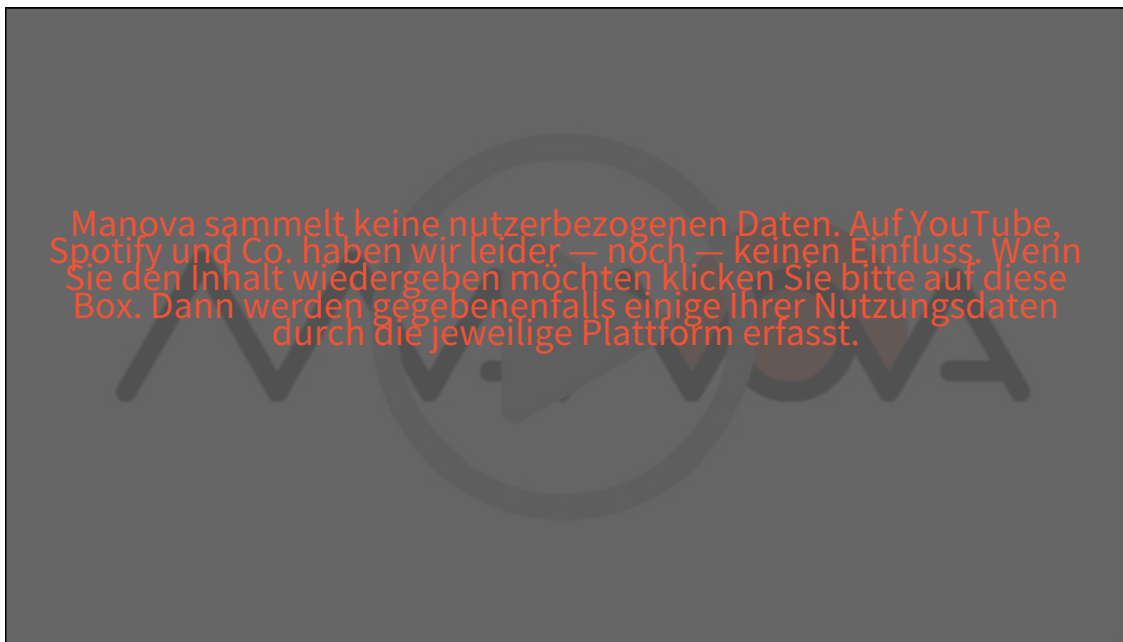 Manova sammelt keine nutzerbezogenen Daten. Auf YouTube,
Spotify und Co. haben wir leider — noch — keinen Einfluss. Wenn
Sie den Inhalt wiedergeben möchten klicken Sie bitte auf diese
Box. Dann werden gegebenenfalls einige Ihrer Nutzungsdaten
durch die jeweilige Plattform erfasst.
MANOVA